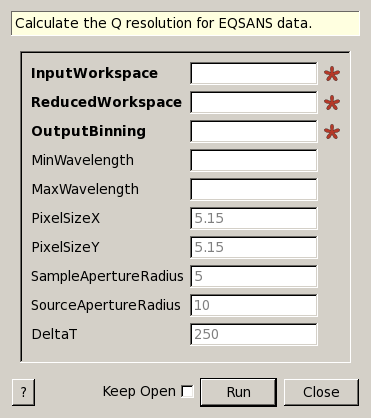 Calculate the Q resolution for EQSANS data.
InputWorkspace
ReducedWorkspace
OutputBinning
MinWavelength
MaxWavelength
PixelSizeX 5.15
PixelSizeY 5.15
SampleApertureRadius 5
SourceApertureRadius 10
DeltaT 250
? Keep Open Run Close